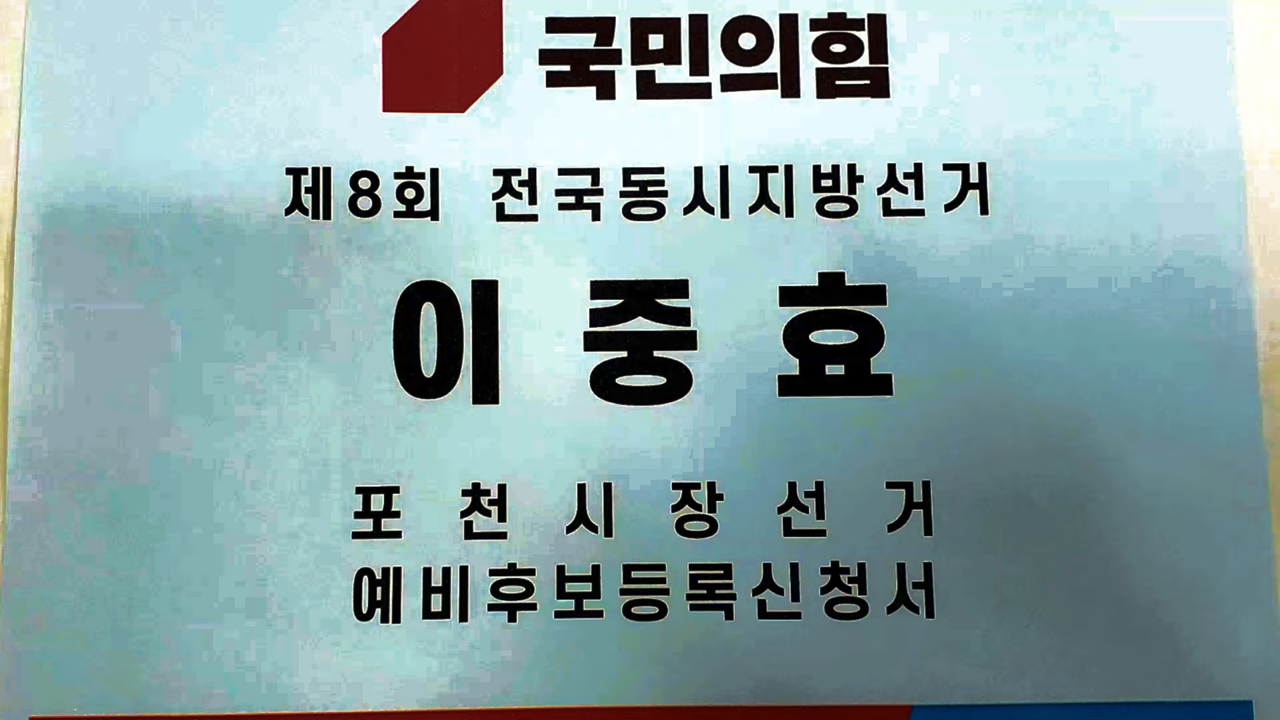 국민의힘
제8회 전국동시지방선거
이중효
포천시장선거
예비후보등록신청서